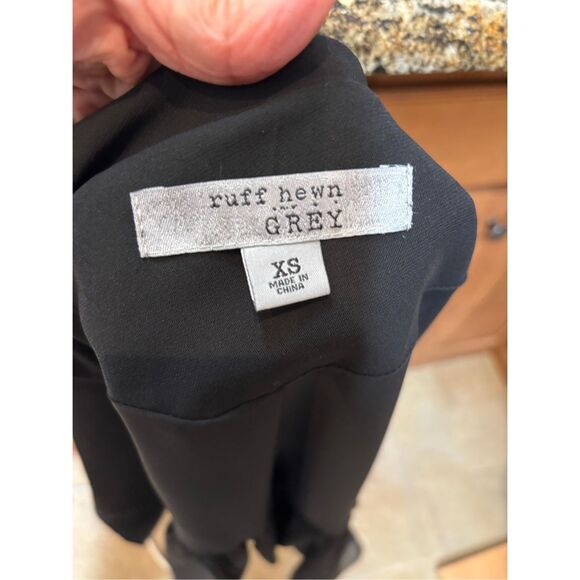 ruff hewn
GREY
XS
MADE IN
CHINA